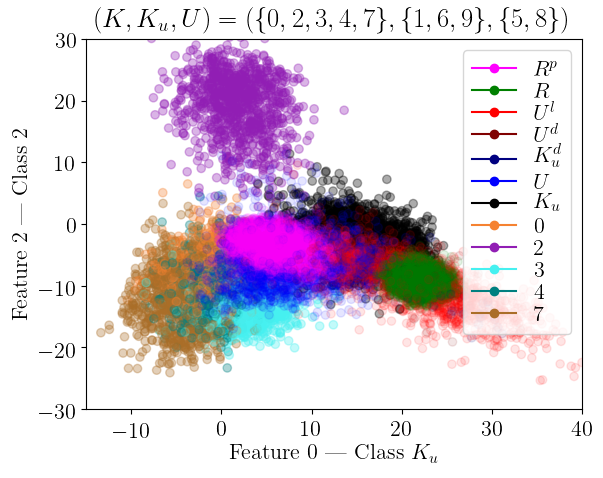 (K, K_u, U) = ({0, 2, 3, 4, 7}, {1, 6, 9}, {5, 8})
30
20
10
0
−10
−20
−30
Feature 2 — Class 2
R^p
R
U^l
U^d
K_u^d
U
K_u
0
2
3
4
7
−10 0 10 20 30 40
Feature 0 — Class K_u